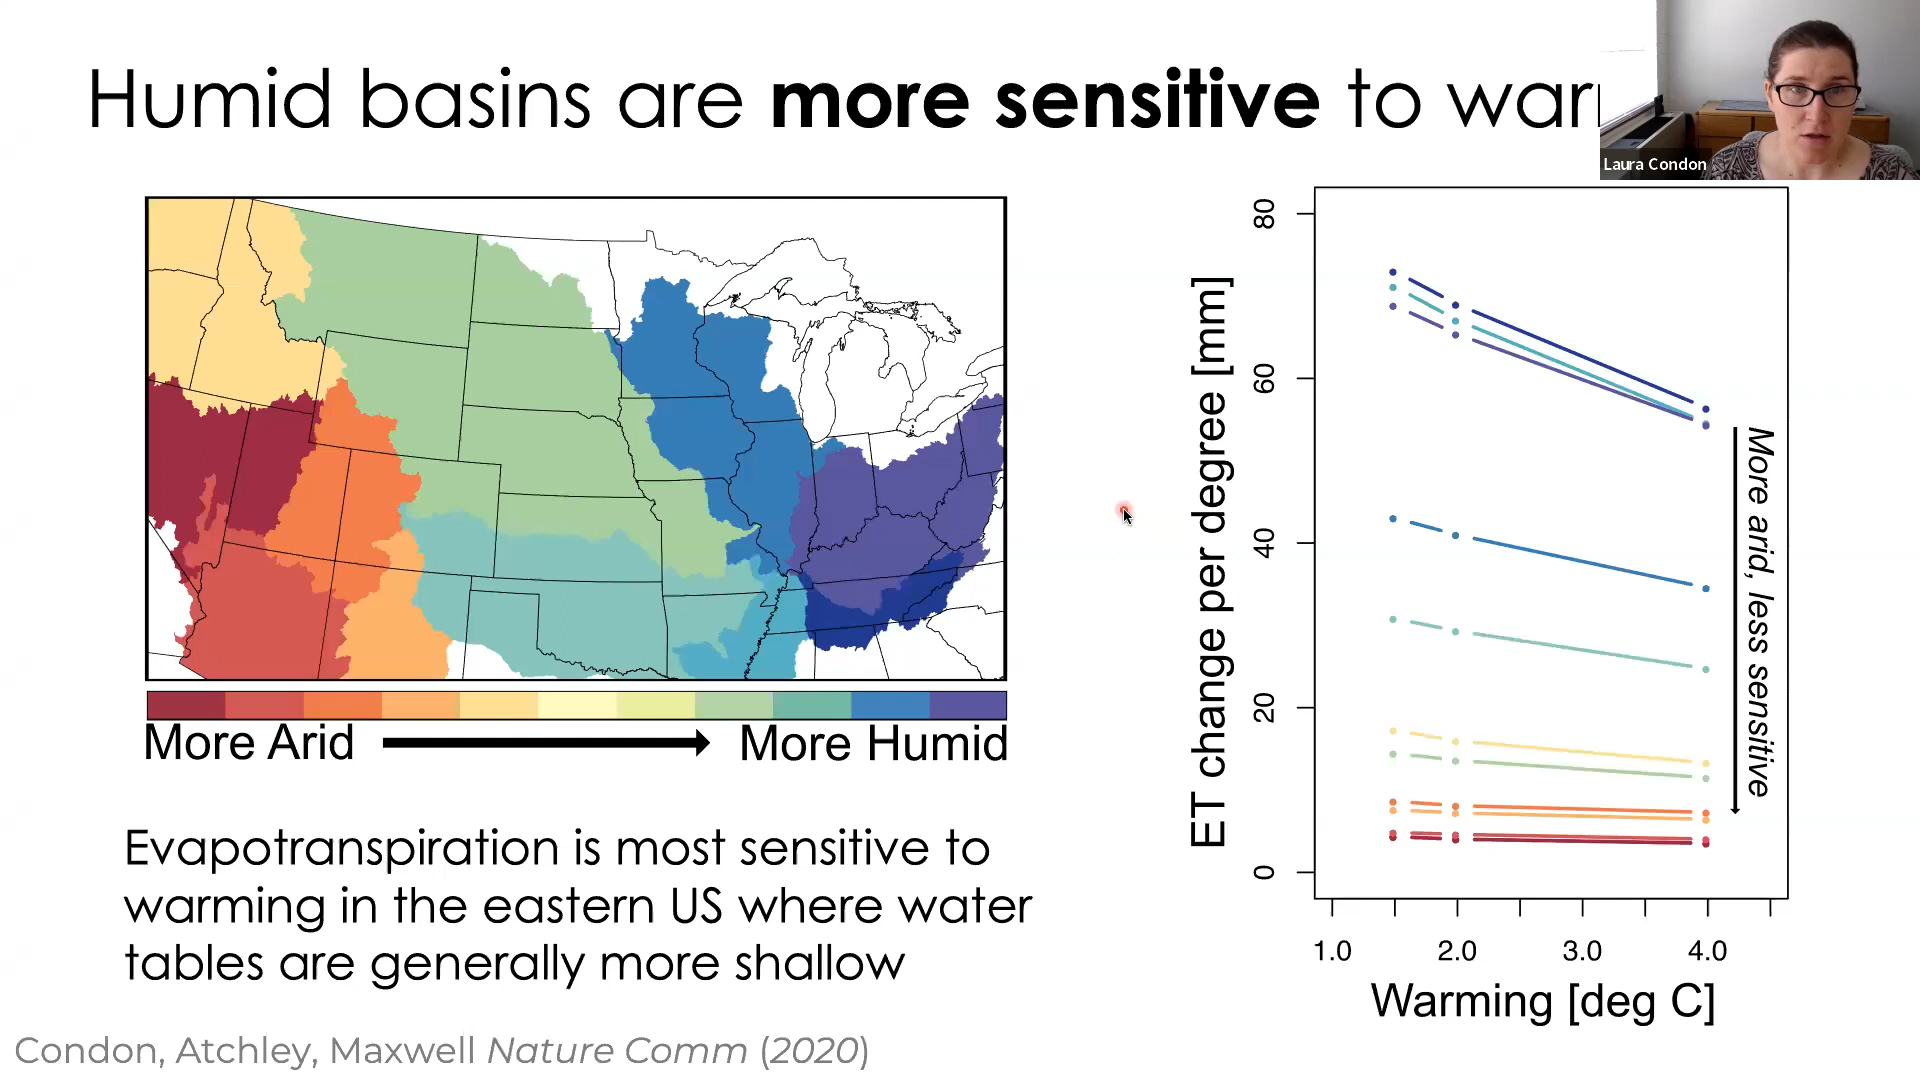 Humid basins are more sensitive to war
Laura Condon
More Arid
More Humid
Evapotranspiration is most sensitive to
warming in the eastern US where water
tables are generally more shallow
Condon, Atchley, Maxwell Nature Comm (2020)
ET change per degree [mm]
80
60
40
20
0
More arid, less sensitive
1.0 2.0 3.0 4.0
Warming [deg C]